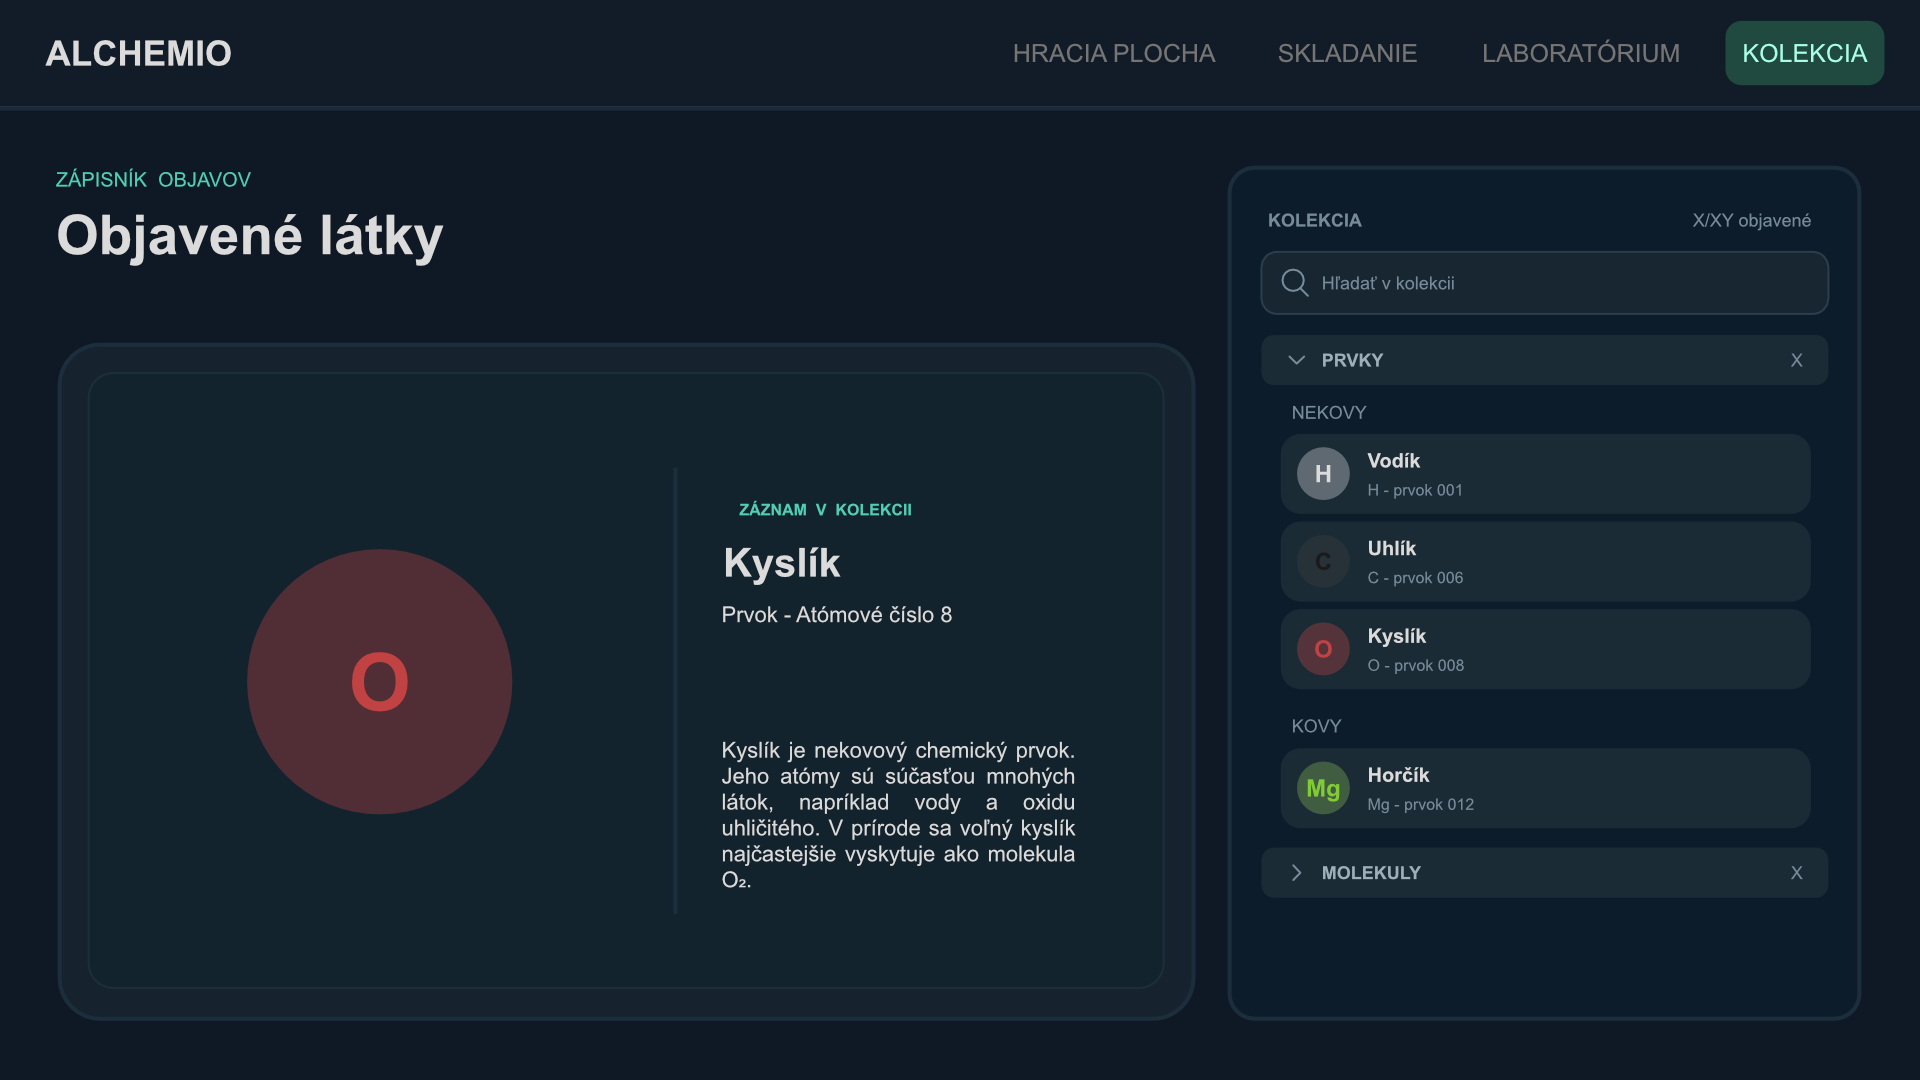 ALCHEMIO
HRACIA PLOCHA
SKLADANIE
LABORATÓRIUM
KOLEKCIA
ZÁPISNÍK OBJAVOV
Objavené látky
O
ZÁZNAM V KOLEKCII
Kyslík
Prvok - Atómové číslo 8
Kyslík je nekovový chemický prvok.
Jeho atómy sú súčasťou mnohých
látok, napríklad vody a oxidu
uhličitého. V prírode sa voľný kyslík
najčastejšie vyskytuje ako molekula
O₂.
KOLEKCIA
X/XY objavené
Hľadať v kolekcii
PRVKY
X
NEKOVY
H
Vodík
H - prvok 001
C
Uhlík
C - prvok 006
O
Kyslík
O - prvok 008
KOVY
Mg
Horčík
Mg - prvok 012
MOLEKULY
X